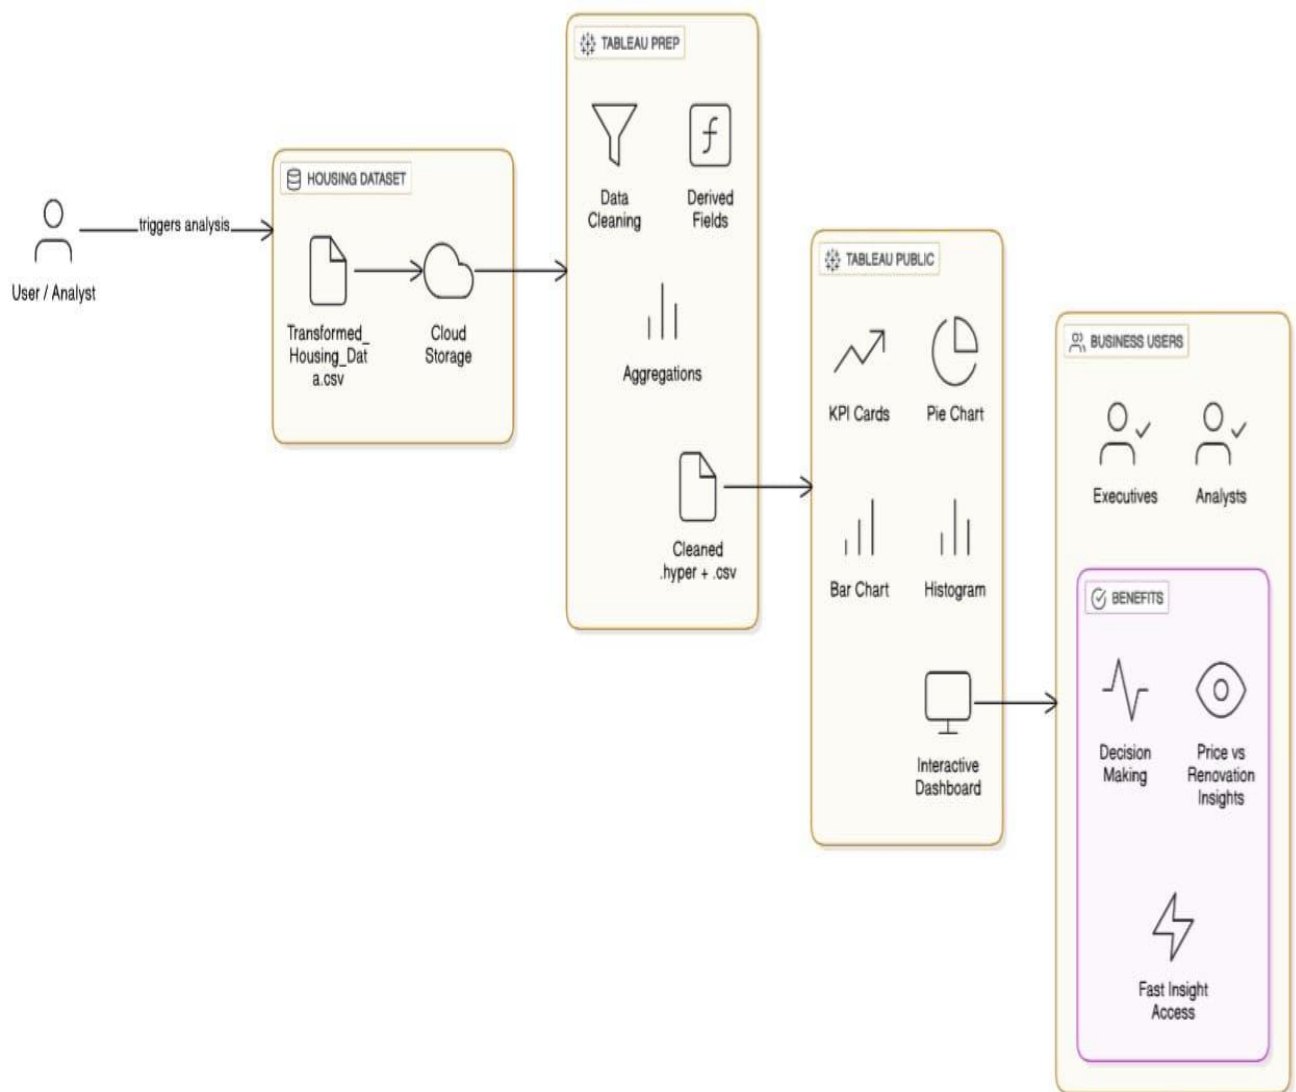 TABLEAU PREP
Data
Cleaning
Derived
Fields
HOUSING DATASET
triggers analysis
User / Analyst
Transformed_
Housing_Dat
a.csv
Cloud
Storage
Aggregations
Cleaned
.hyper + .csv
TABLEAU PUBLIC
KPI Cards
Pie Chart
Bar Chart
Histogram
Interactive
Dashboard
BUSINESS USERS
Executives
Analysts
BENEFITS
Decision
Making
Price vs
Renovation
Insights
Fast Insight
Access